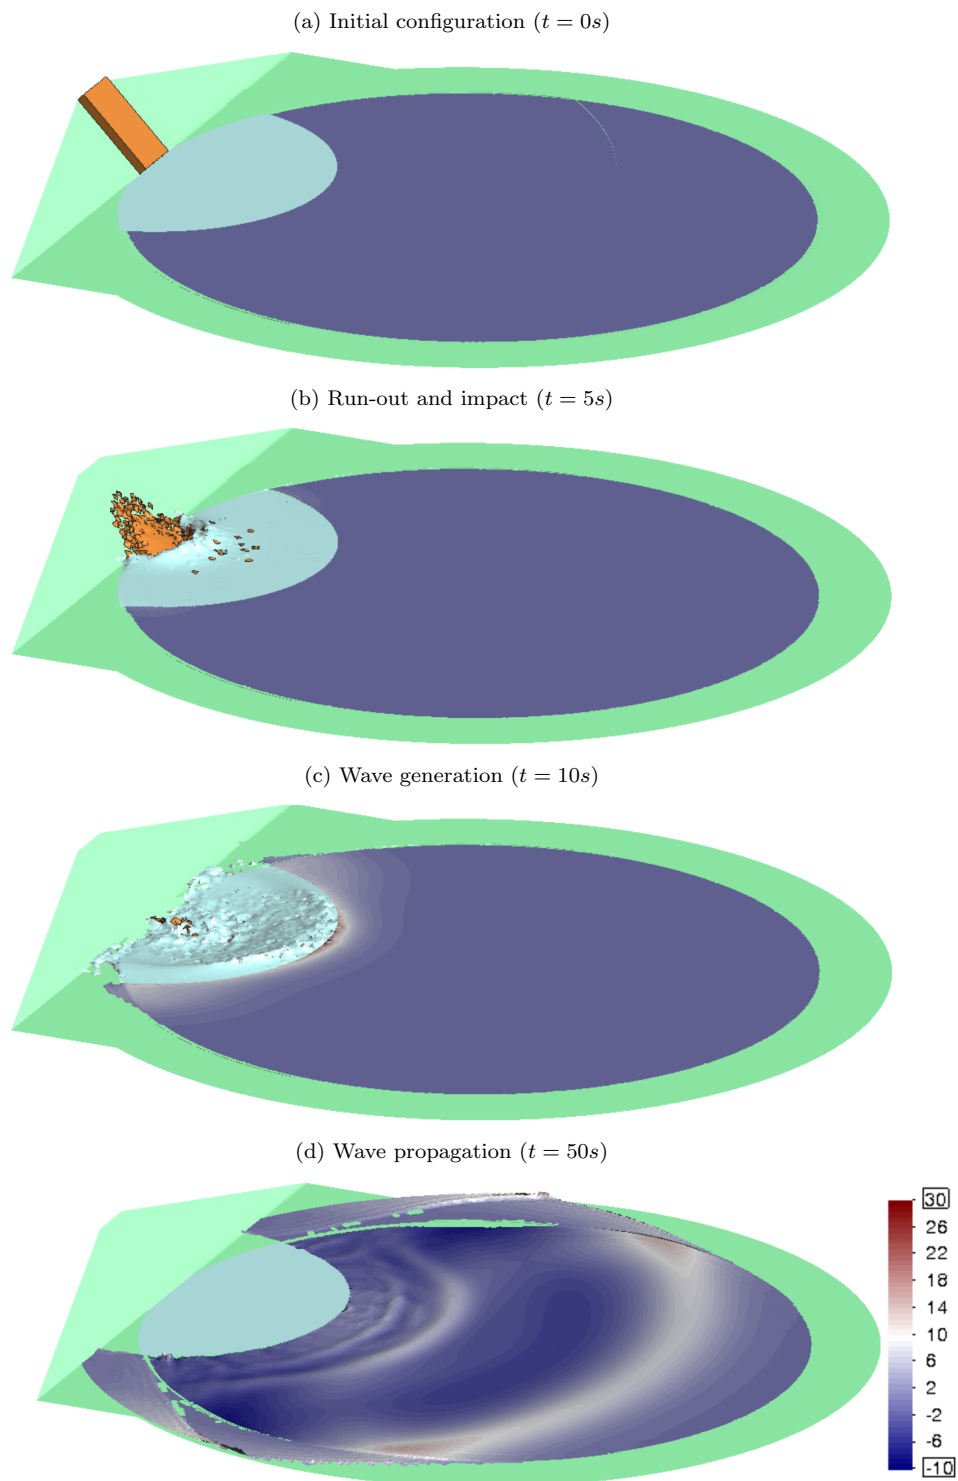 (a) Initial configuration (t = 0s)
(b) Run-out and impact (t = 5s)
(c) Wave generation (t = 10s)
(d) Wave propagation (t = 50s)
30
26
22
18
14
10
6
2
-2
-6
-10